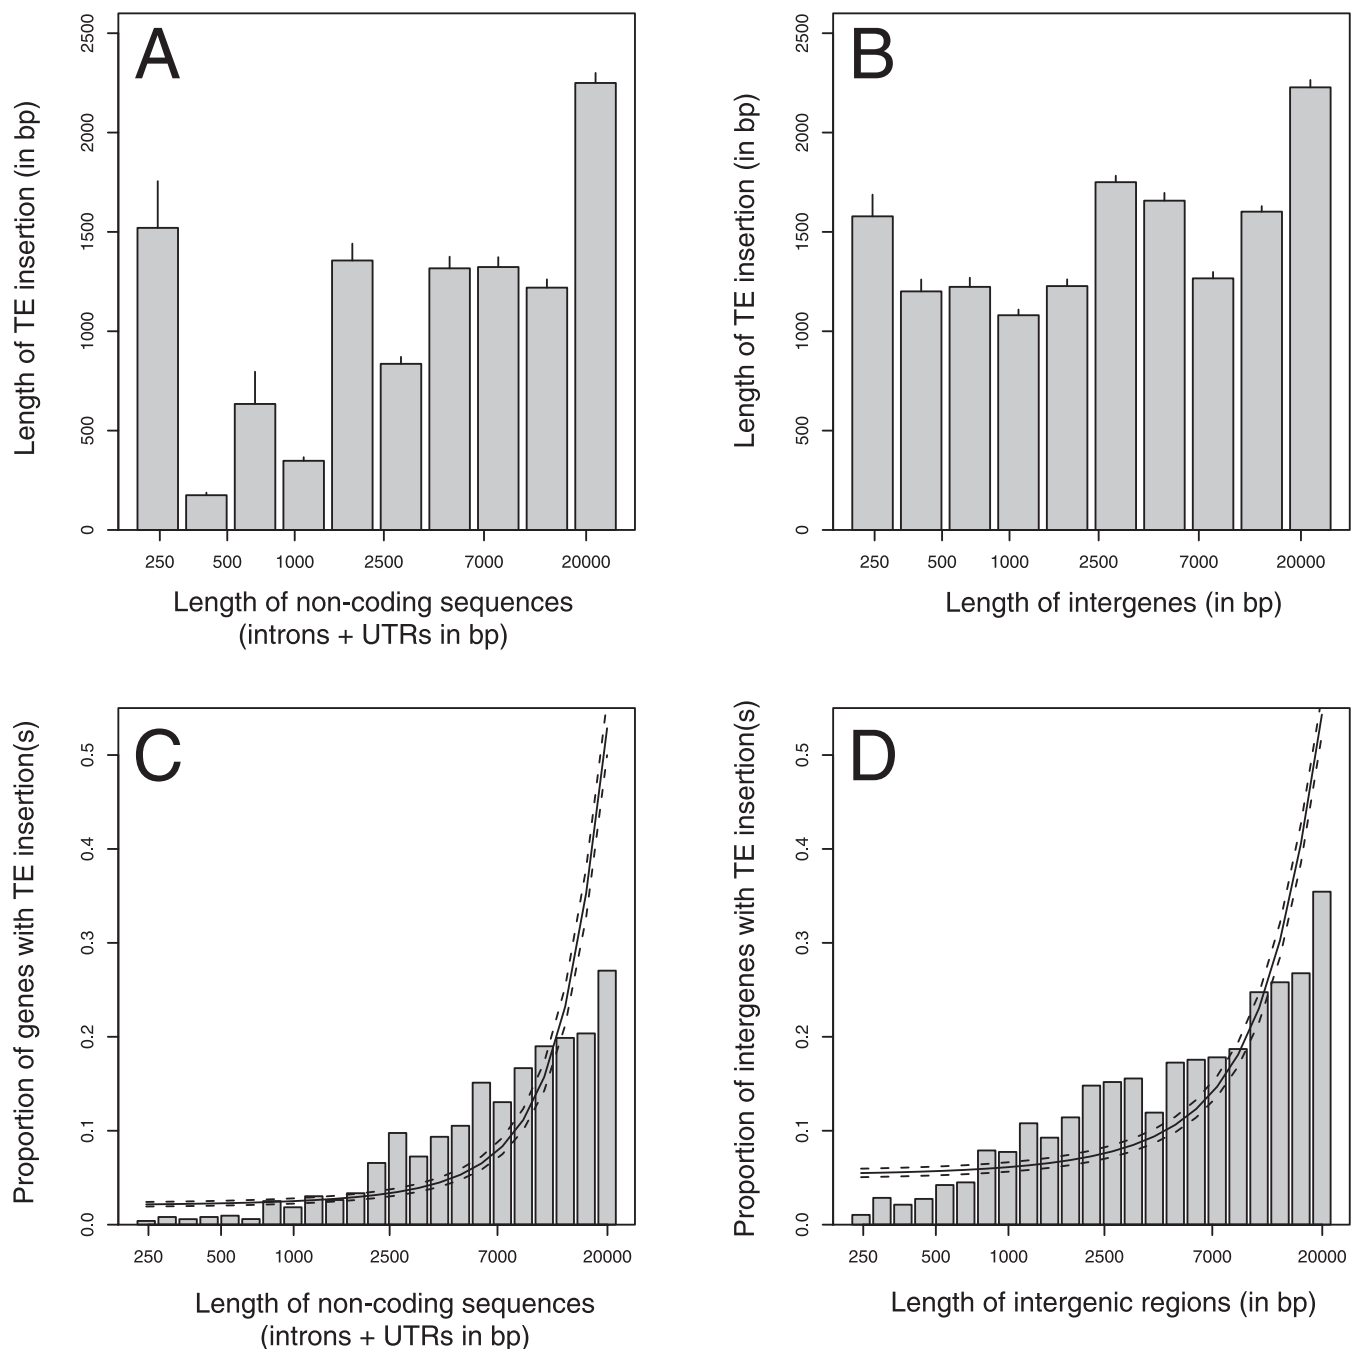 A
Length of TE insertion (in bp)
2500
2000
1500
1000
500
0
250 500 1000 2500 7000 20000
Length of non-coding sequences
(introns + UTRs in bp)
B
Length of TE insertion (in bp)
2500
2000
1500
1000
500
0
250 500 1000 2500 7000 20000
Length of intergenes (in bp)
C
Proportion of genes with TE insertion(s)
0.5
0.4
0.3
0.2
0.1
0.0
250 500 1000 2500 7000 20000
Length of non-coding sequences
(introns + UTRs in bp)
D
Proportion of intergenes with TE insertion(s)
0.5
0.4
0.3
0.2
0.1
0.0
250 500 1000 2500 7000 20000
Length of intergenic regions (in bp)